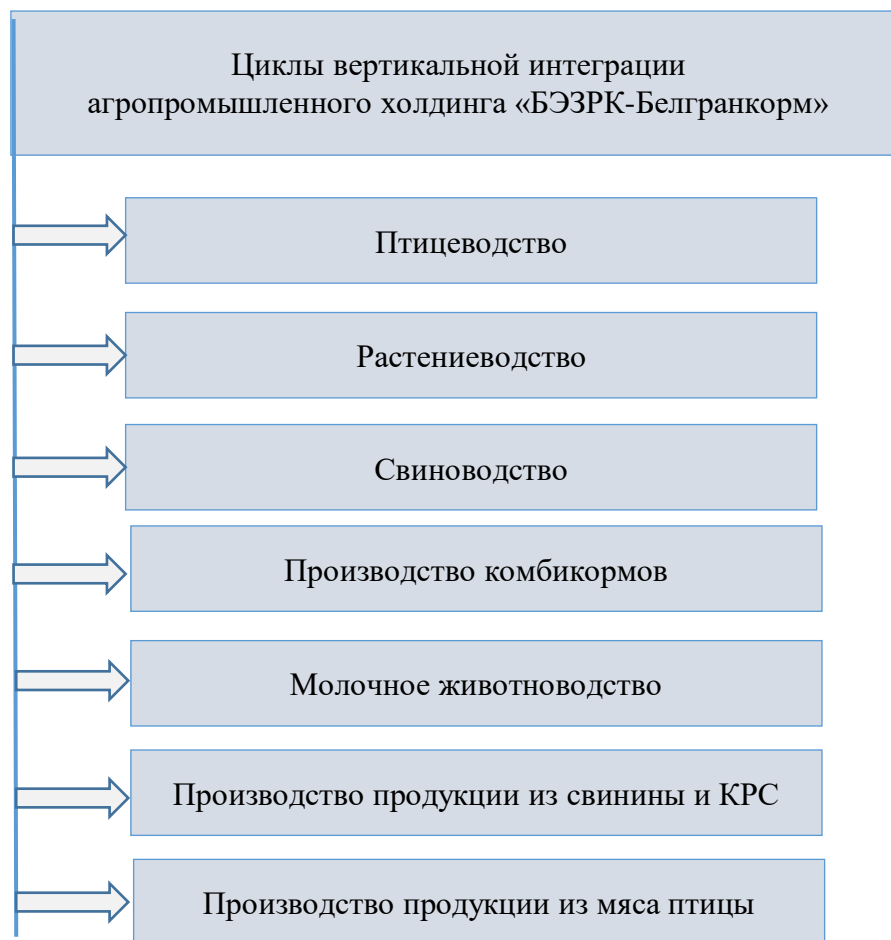 Циклы вертикальной интеграции
агропромышленного холдинга «БЭЗРК-Белгранкорм»
Птицеводство
Растениеводство
Свиноводство
Производство комбикормов
Молочное животноводство
Производство продукции из свинины и КРС
Производство продукции из мяса птицы